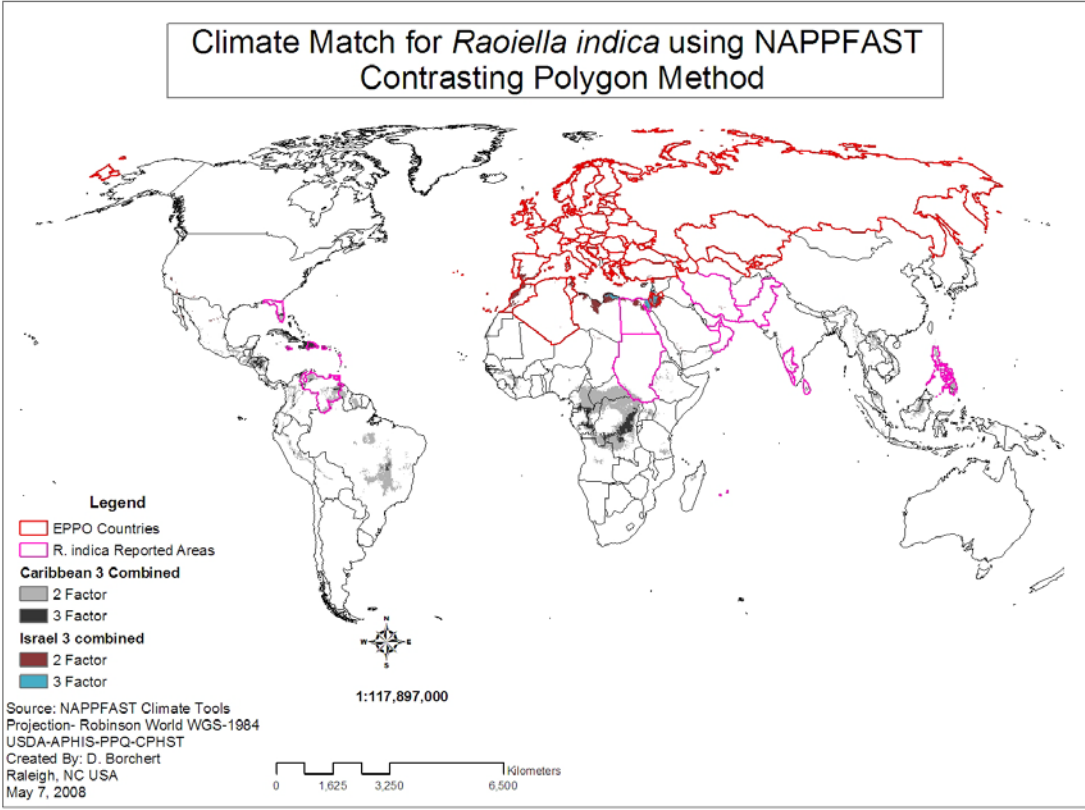 Climate Match for Raoiella indica using NAPPFAST
Contrasting Polygon Method
Legend
EPPO Countries
R. indica Reported Areas
Caribbean 3 Combined
2 Factor
3 Factor
Israel 3 combined
2 Factor
3 Factor
N
W E
S
1:117,897,000
Source: NAPPFAST Climate Tools
Projection- Robinson World WGS-1984
USDA-APHIS-PPQ-CPHST
Created By: D. Borchert
Raleigh, NC USA
May 7, 2008
Kilometers
0 1,625 3,250 6,500